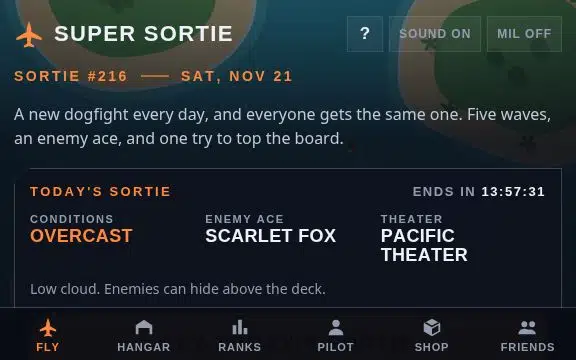 SUPER SORTIE
?
SOUND ON
MIL OFF
SORTIE #216 — SAT, NOV 21
A new dogfight every day, and everyone gets the same one. Five waves,
an enemy ace, and one try to top the board.
TODAY'S SORTIE
ENDS IN 13:57:31
CONDITIONS
OVERCAST
ENEMY ACE
SCARLET FOX
THEATER
PACIFIC
THEATER
Low cloud. Enemies can hide above the deck.
FLY
HANGAR
RANKS
PILOT
SHOP
FRIENDS